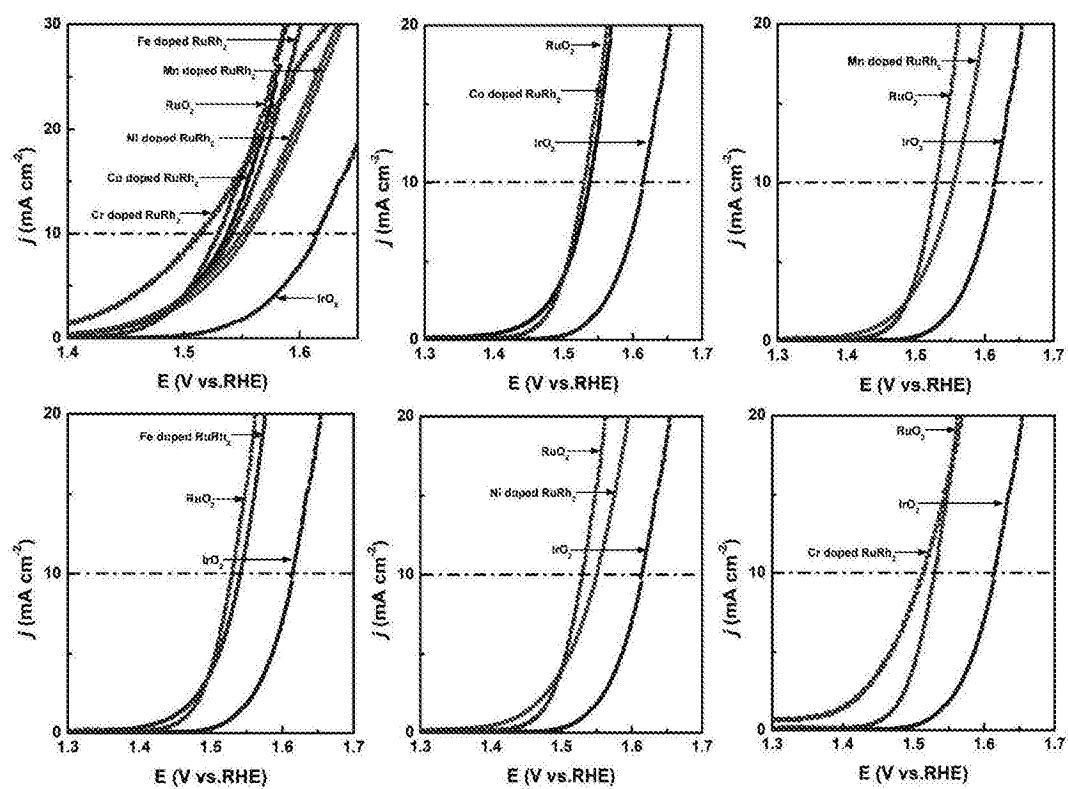 30
20
10
0
j (mA cm-2)
Fe doped RuRh2
Mn doped RuRh2
RuO2
Ni doped RuRh2
Co doped RuRh2
Cr doped RuRh2
IrO2
1.4 1.5 1.6
E (V vs.RHE)
20
10
0
j (mA cm-2)
RuO2
Co doped RuRh2
IrO2
1.3 1.4 1.5 1.6 1.7
E (V vs.RHE)
20
10
0
j (mA cm-2)
Mn doped RuRh2
RuO2
IrO2
1.3 1.4 1.5 1.6 1.7
E (V vs.RHE)
20
10
0
j (mA cm-2)
Fe doped RuRh2
RuO2
IrO2
1.3 1.4 1.5 1.6 1.7
E (V vs.RHE)
20
10
0
j (mA cm-2)
RuO2
Ni doped RuRh2
IrO2
1.3 1.4 1.5 1.6 1.7
E (V vs.RHE)
20
10
0
j (mA cm-2)
RuO2
IrO2
Cr doped RuRh2
1.3 1.4 1.5 1.6 1.7
E (V vs.RHE)